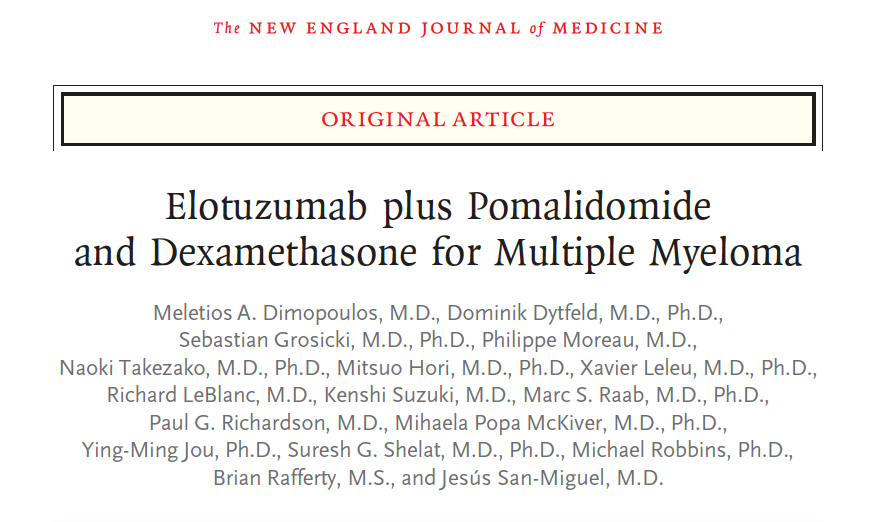 The NEW ENGLAND JOURNAL of MEDICINE
ORIGINAL ARTICLE
Elotuzumab plus Pomalidomide
and Dexamethasone for Multiple Myeloma
Meletios A. Dimopoulos, M.D., Dominik Dytfeld, M.D., Ph.D.,
Sebastian Grosicki, M.D., Ph.D., Philippe Moreau, M.D.,
Naoki Takezako, M.D., Ph.D., Mitsuo Hori, M.D., Ph.D., Xavier Leleu, M.D., Ph.D.,
Richard LeBlanc, M.D., Kenshi Suzuki, M.D., Marc S. Raab, M.D., Ph.D.,
Paul G. Richardson, M.D., Mihaela Popa McKiver, M.D., Ph.D.,
Ying-Ming Jou, Ph.D., Suresh G. Shelat, M.D., Ph.D., Michael Robbins, Ph.D.,
Brian Rafferty, M.S., and Jesús San-Miguel, M.D.